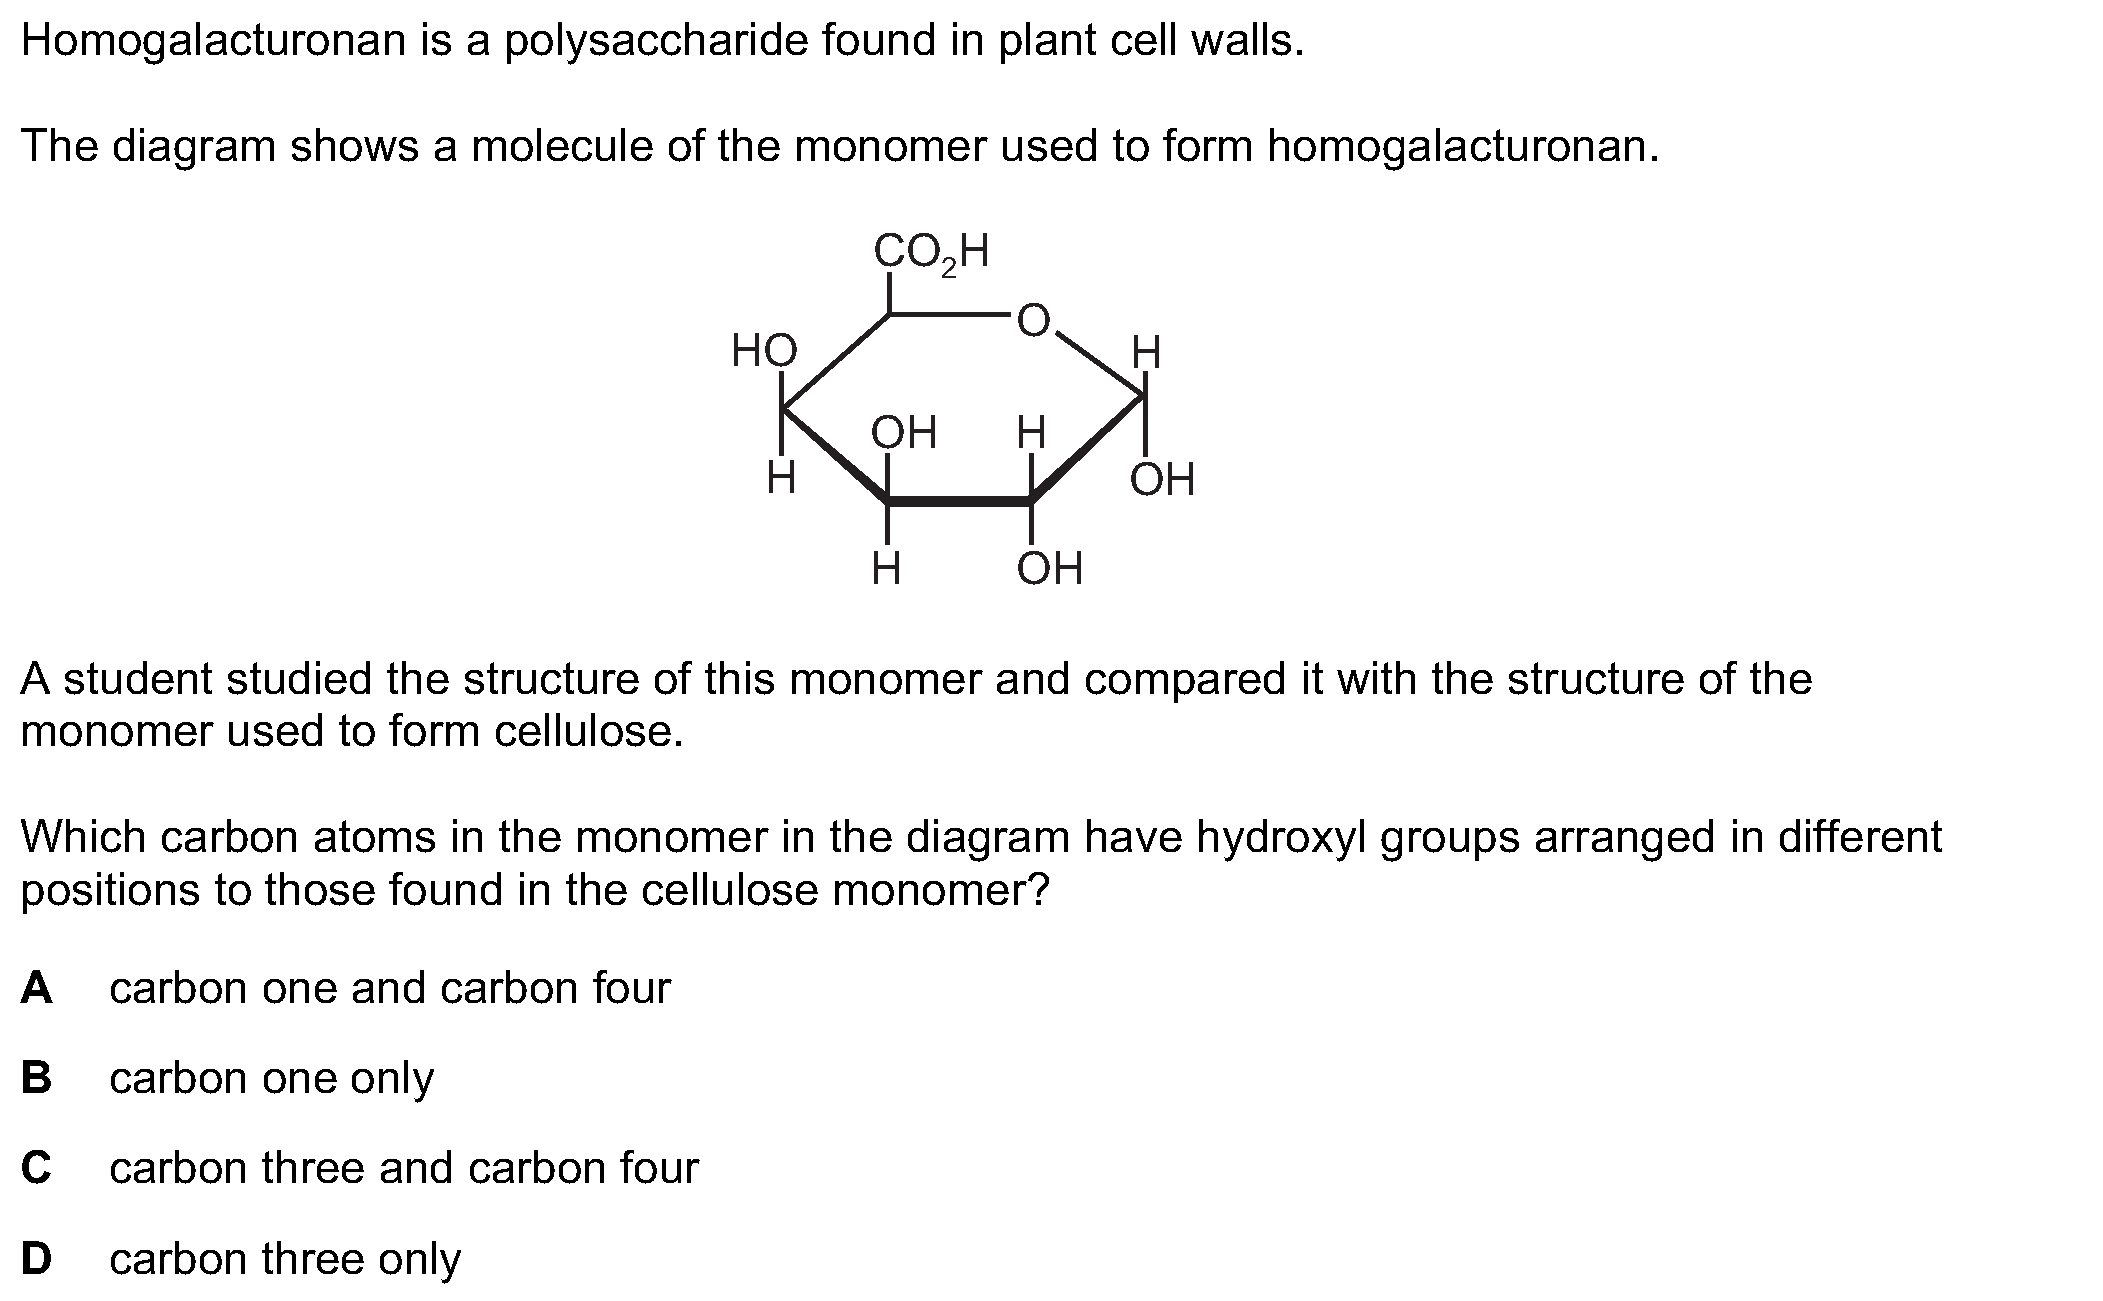 Homogalacturonan is a polysaccharide found in plant cell walls.
The diagram shows a molecule of the monomer used to form homogalacturonan.
CO₂H
O
HO
H
OH
H
H
OH
H
OH
A student studied the structure of this monomer and compared it with the structure of the
monomer used to form cellulose.
Which carbon atoms in the monomer in the diagram have hydroxyl groups arranged in different
positions to those found in the cellulose monomer?
A carbon one and carbon four
B carbon one only
C carbon three and carbon four
D carbon three only